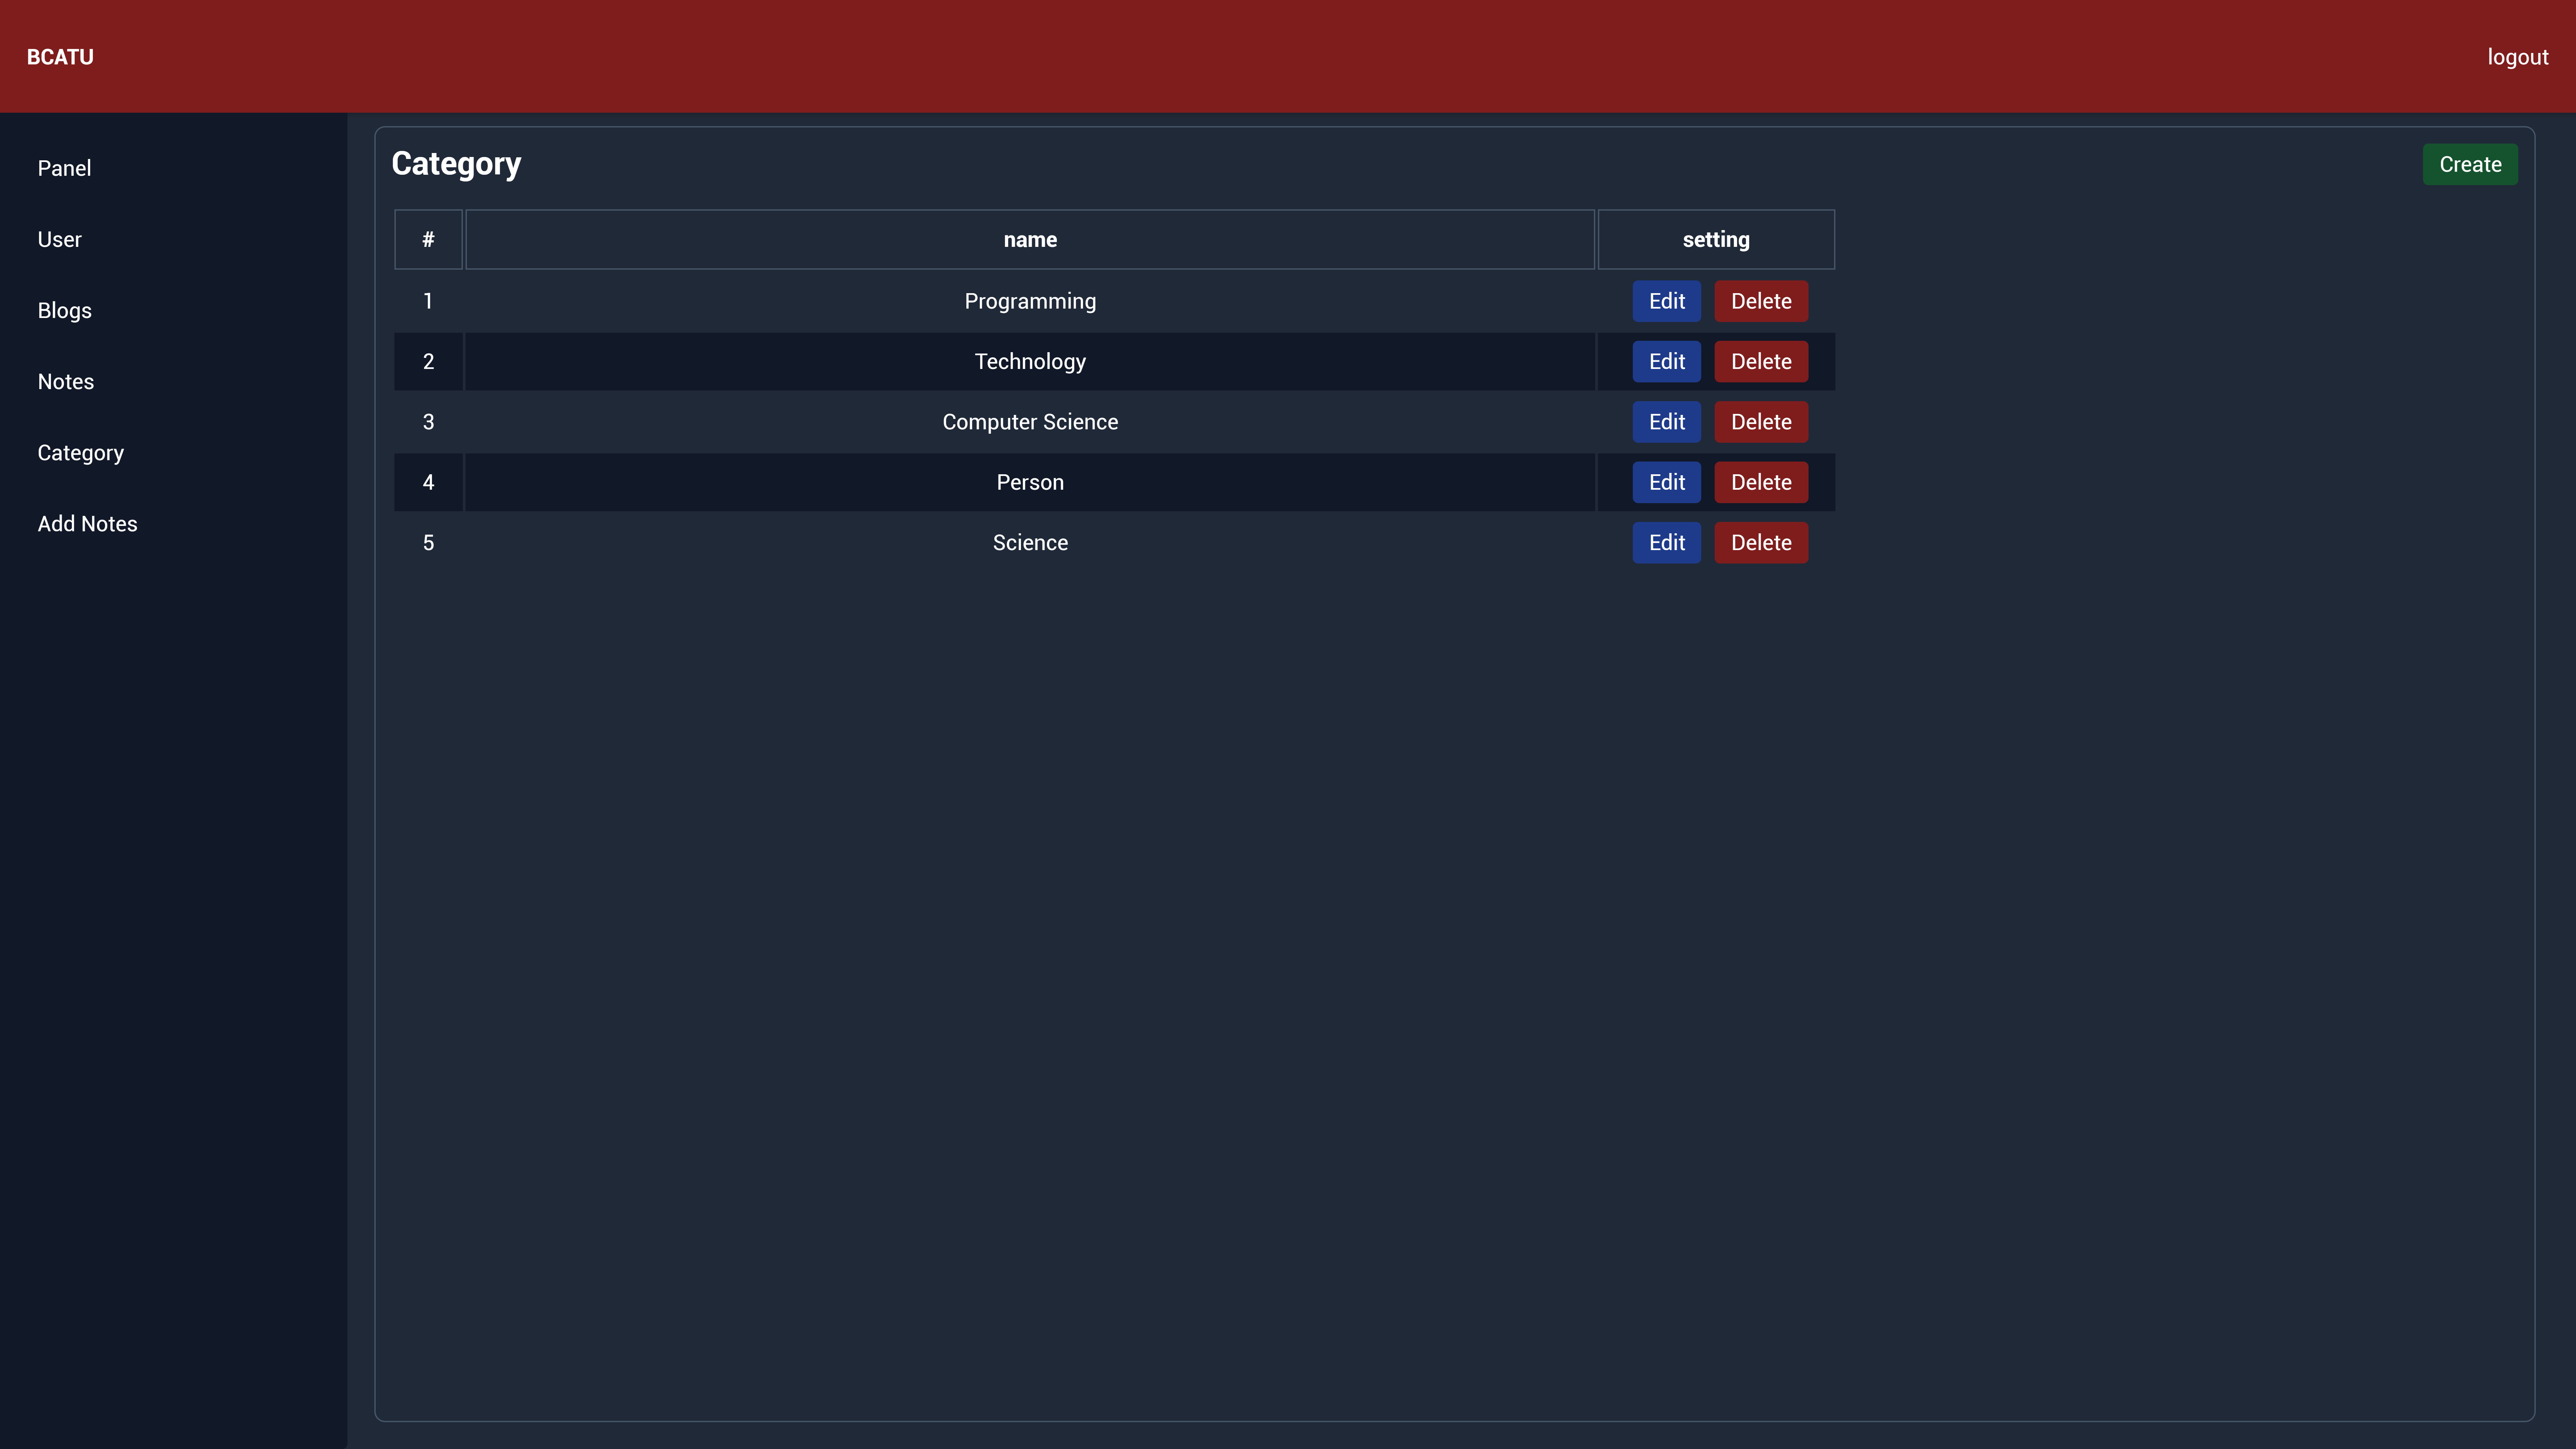 BCATU
logout
Panel
User
Blogs
Notes
Category
Add Notes
Category
Create
# name setting
1 Programming Edit Delete
2 Technology Edit Delete
3 Computer Science Edit Delete
4 Person Edit Delete
5 Science Edit Delete